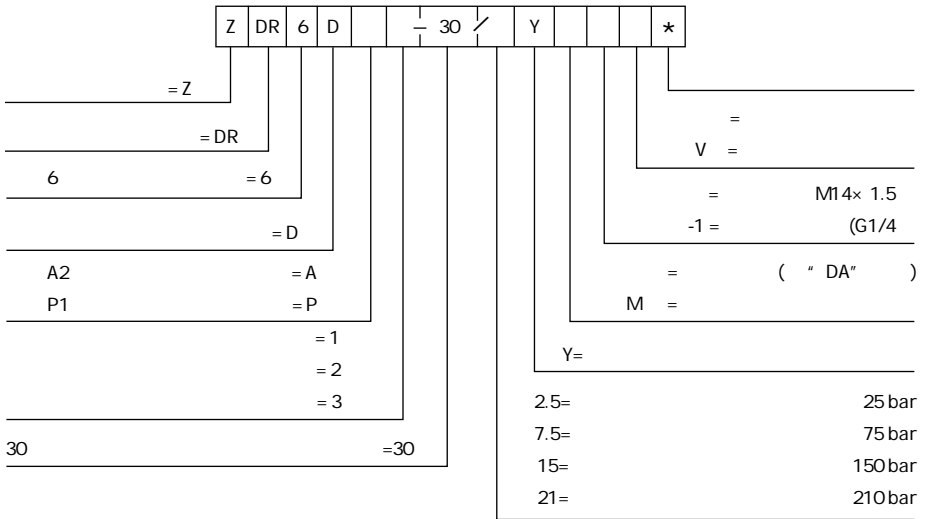 Z DR 6 D – 30 / Y *
= Z
= DR
6 = 6
= D
A2 = A
P1 = P
= 1
= 2
= 3
30 =30
=
V =
= M14× 1.5
-1 = (G1/4
= ( “ DA” )
M =
Y=
2.5= 25 bar
7.5= 75 bar
15= 150 bar
21= 210 bar